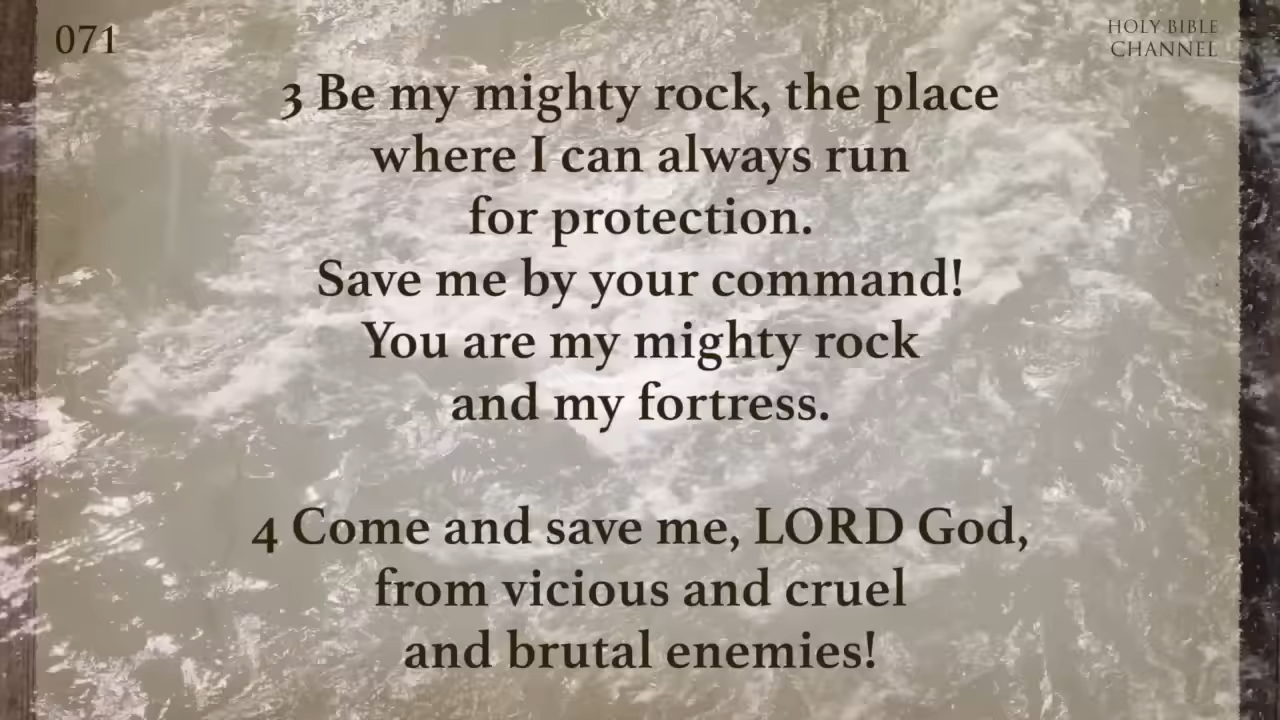 071
HOLY BIBLE
CHANNEL
3 Be my mighty rock, the place
where I can always run
for protection.
Save me by your command!
You are my mighty rock
and my fortress.
4 Come and save me, LORD God,
from vicious and cruel
and brutal enemies!